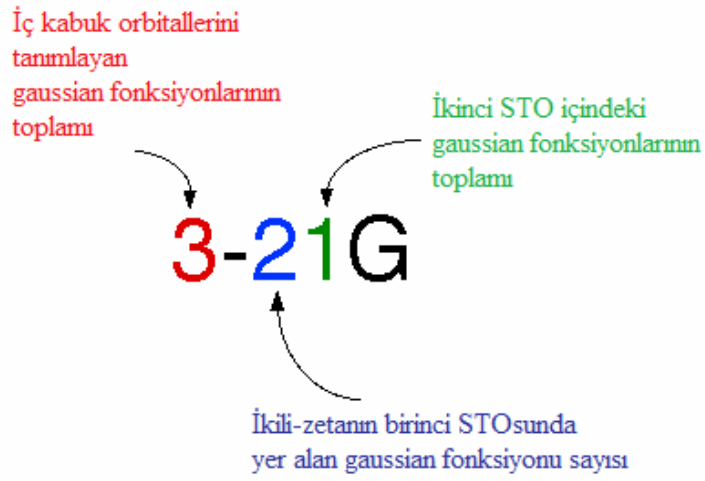 İç kabuk orbitallerini
tanımlayan
gaussian fonksiyonlarının
toplamı
İkinci STO içindeki
gaussian fonksiyonlarının
toplamı
3-21G
İkili-zetanın birinci STOsunda
yer alan gaussian fonksiyonu sayısı